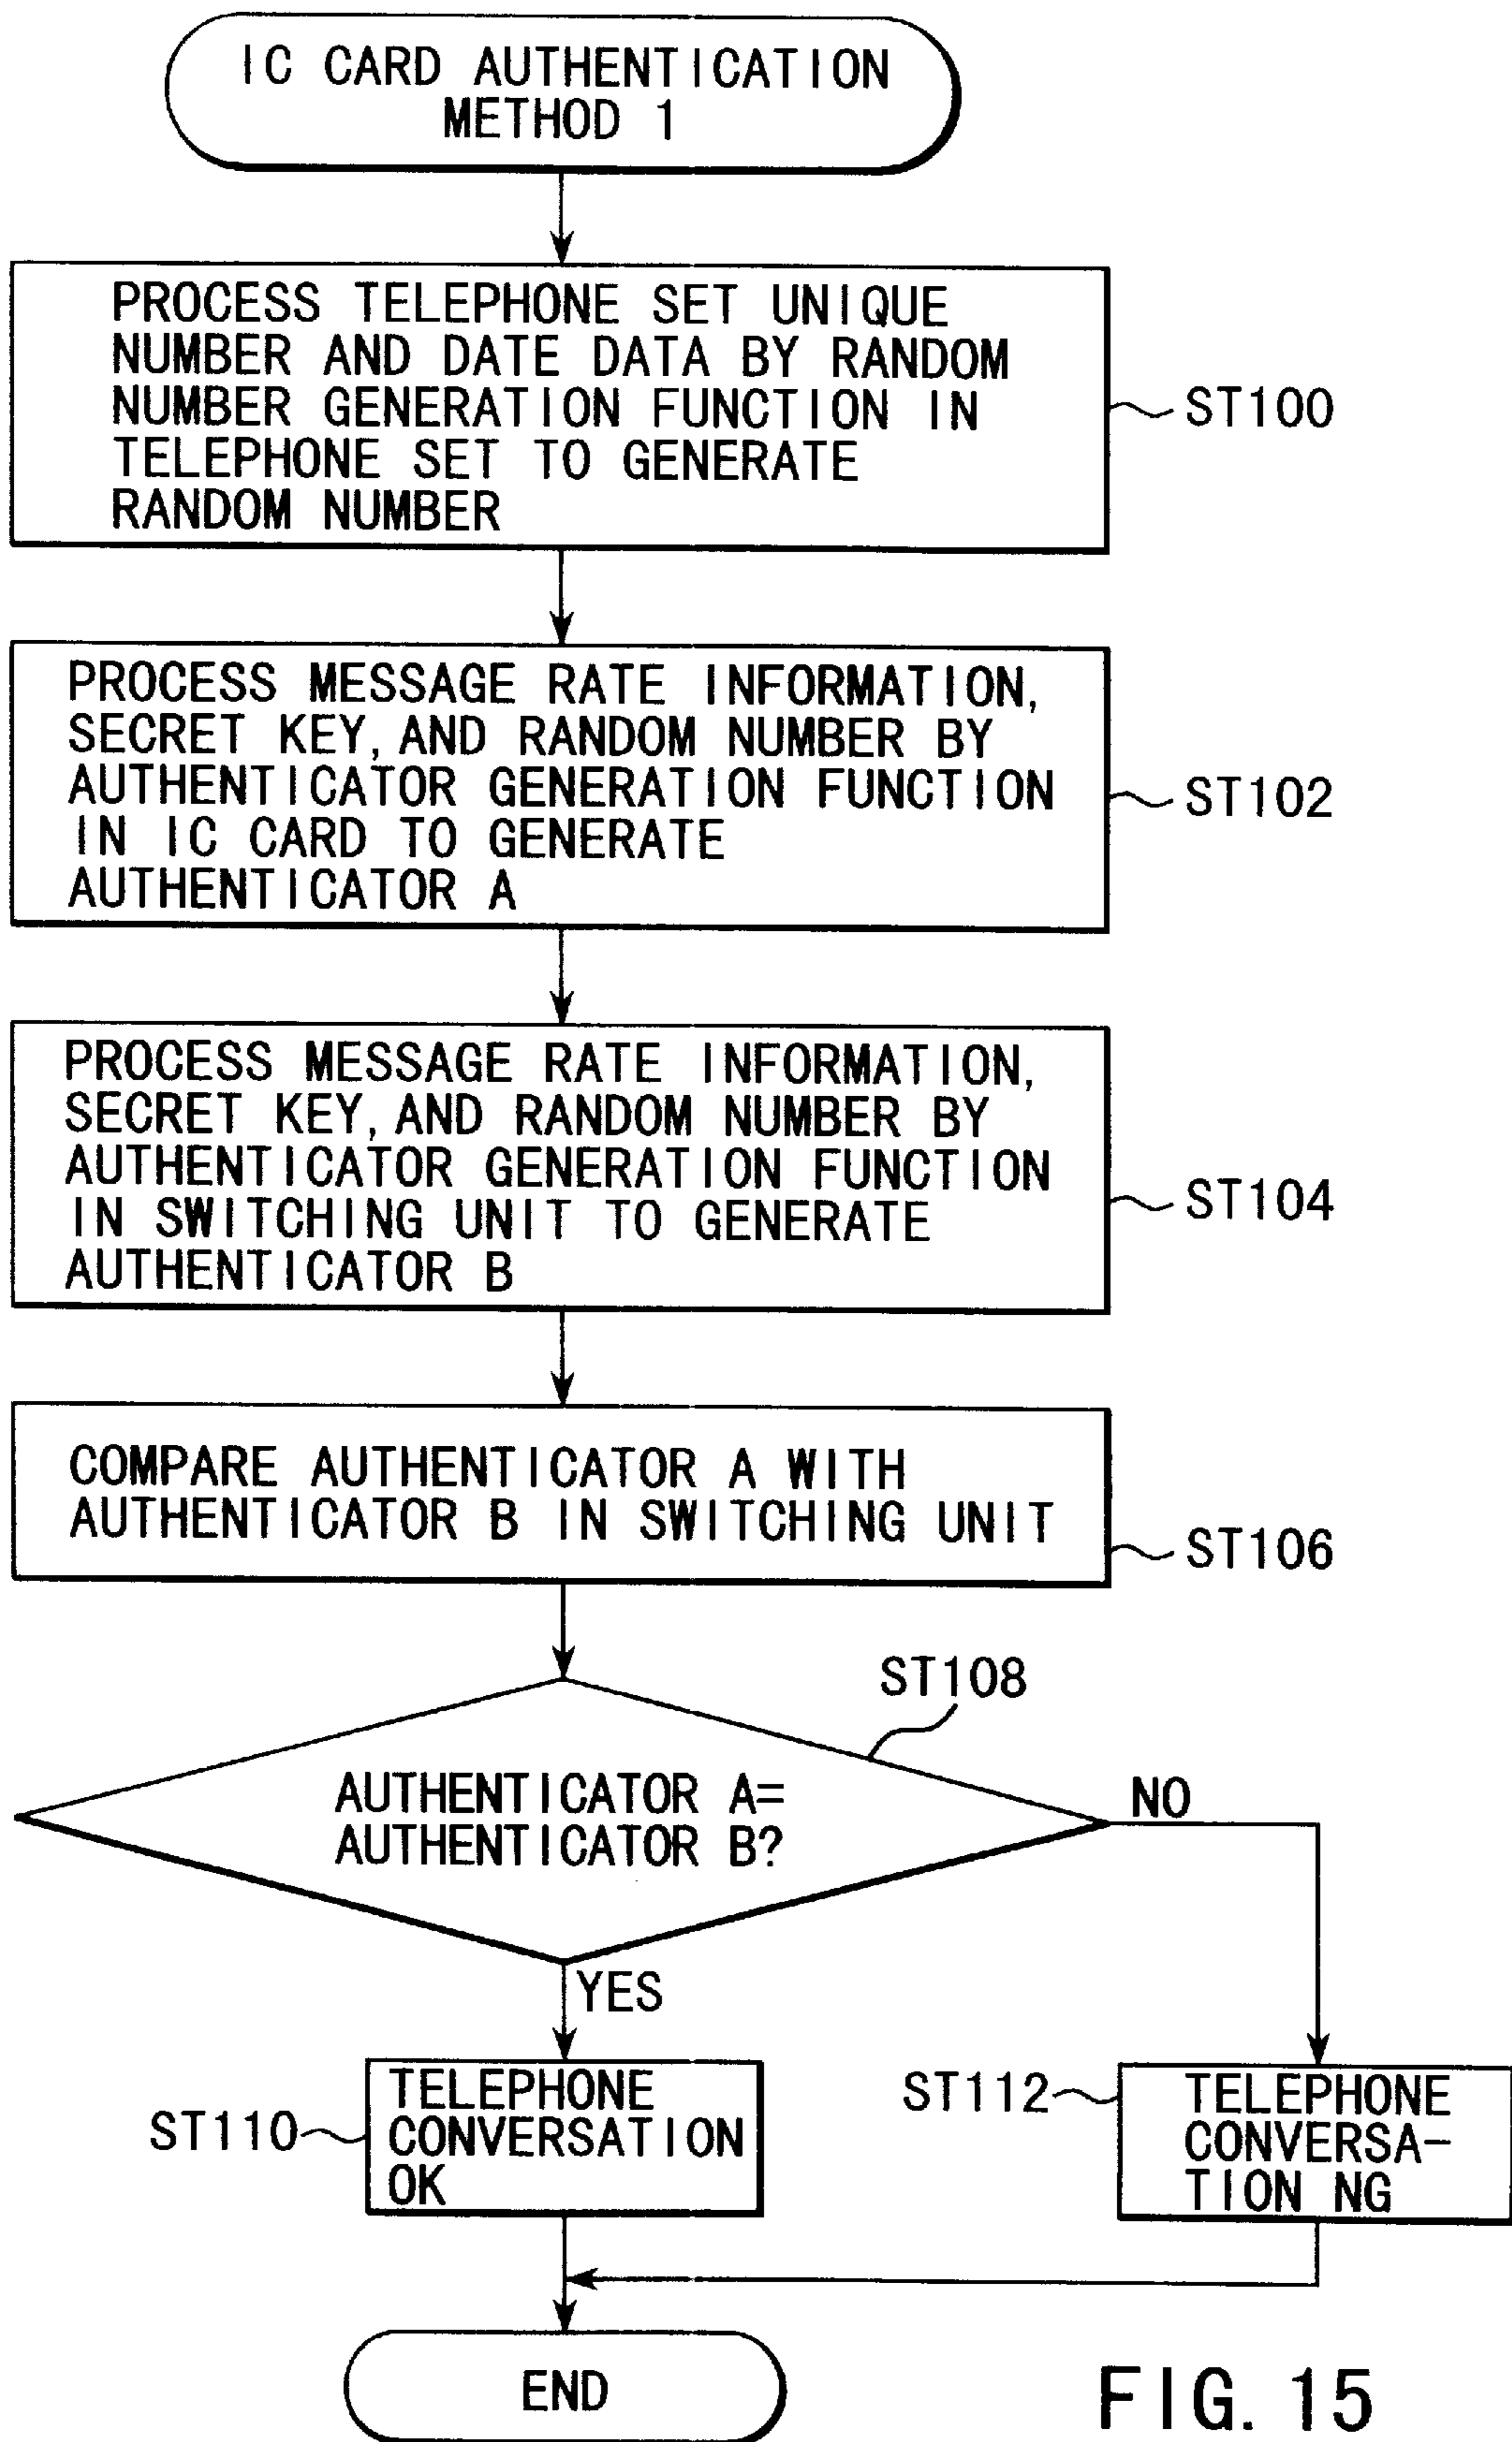 IC CARD AUTHENTICATION
METHOD 1
PROCESS TELEPHONE SET UNIQUE
NUMBER AND DATE DATA BY RANDOM
NUMBER GENERATION FUNCTION IN
TELEPHONE SET TO GENERATE
RANDOM NUMBER
ST100
PROCESS MESSAGE RATE INFORMATION,
SECRET KEY, AND RANDOM NUMBER BY
AUTHENTICATOR GENERATION FUNCTION
IN IC CARD TO GENERATE
AUTHENTICATOR A
ST102
PROCESS MESSAGE RATE INFORMATION,
SECRET KEY, AND RANDOM NUMBER BY
AUTHENTICATOR GENERATION FUNCTION
IN SWITCHING UNIT TO GENERATE
AUTHENTICATOR B
ST104
COMPARE AUTHENTICATOR A WITH
AUTHENTICATOR B IN SWITCHING UNIT
ST106
ST108
AUTHENTICATOR A=
AUTHENTICATOR B?
NO
YES
ST110
TELEPHONE
CONVERSATION
OK
ST112
TELEPHONE
CONVERSA-
TION NG
END
FIG. 15